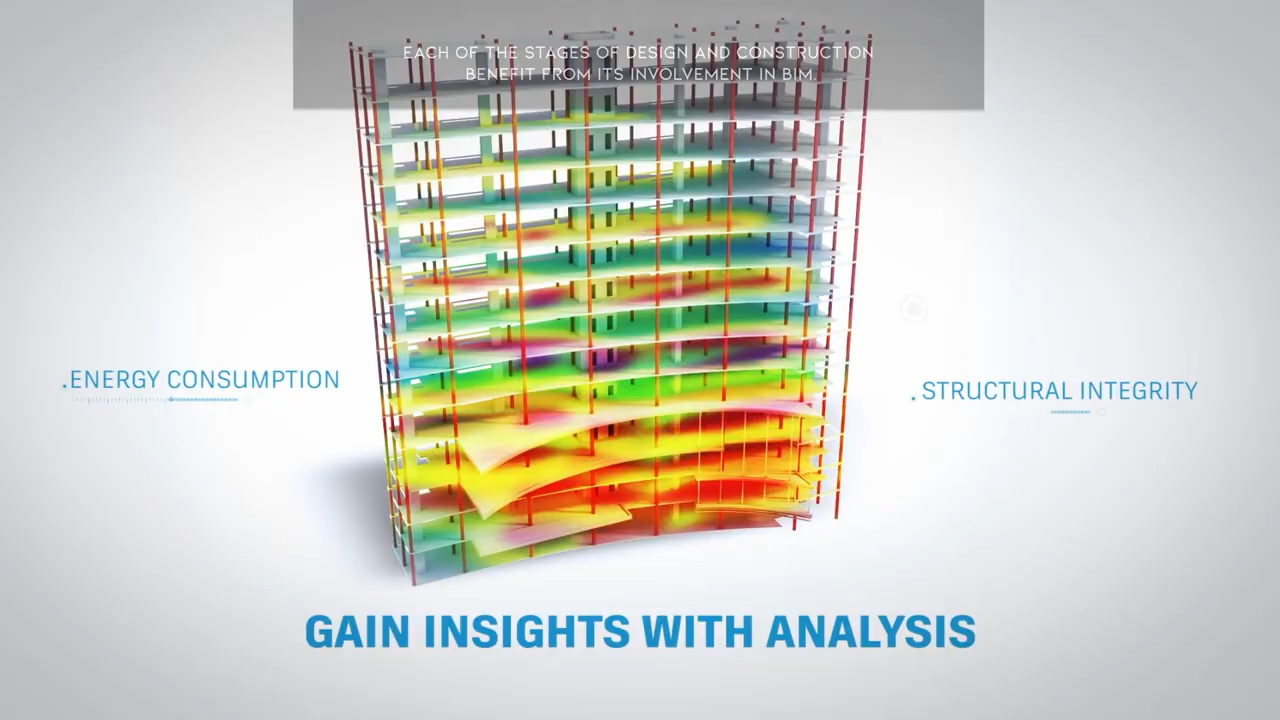 EACH OF THE STAGES OF DESIGN AND CONSTRUCTION
BENEFIT FROM ITS INVOLVEMENT IN BIM.
.ENERGY CONSUMPTION
.STRUCTURAL INTEGRITY
GAIN INSIGHTS WITH ANALYSIS